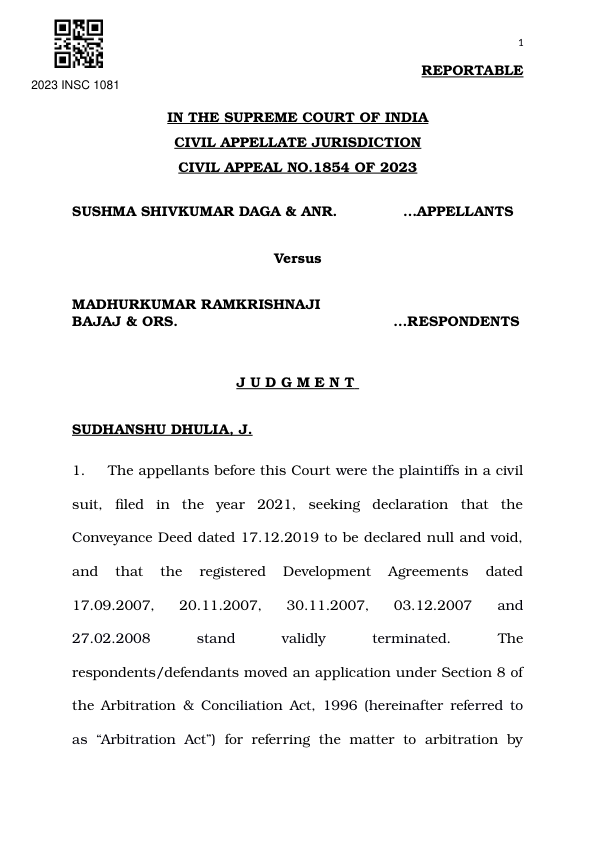 1
REPORTABLE
2023 INSC 1081
IN THE SUPREME COURT OF INDIA
CIVIL APPELLATE JURISDICTION
CIVIL APPEAL NO.1854 OF 2023
SUSHMA SHIVKUMAR DAGA & ANR. …APPELLANTS
Versus
MADHURKUMAR RAMKRISHNAJI
BAJAJ & ORS. …RESPONDENTS
J U D G M E N T
SUDHANSHU DHULIA, J.
1. The appellants before this Court were the plaintiffs in a civil
suit, filed in the year 2021, seeking declaration that the
Conveyance Deed dated 17.12.2019 to be declared null and void,
and that the registered Development Agreements dated
17.09.2007, 20.11.2007, 30.11.2007, 03.12.2007 and
27.02.2008 stand validly terminated. The
respondents/defendants moved an application under Section 8 of
the Arbitration & Conciliation Act, 1996 (hereinafter referred to
as “Arbitration Act”) for referring the matter to arbitration by